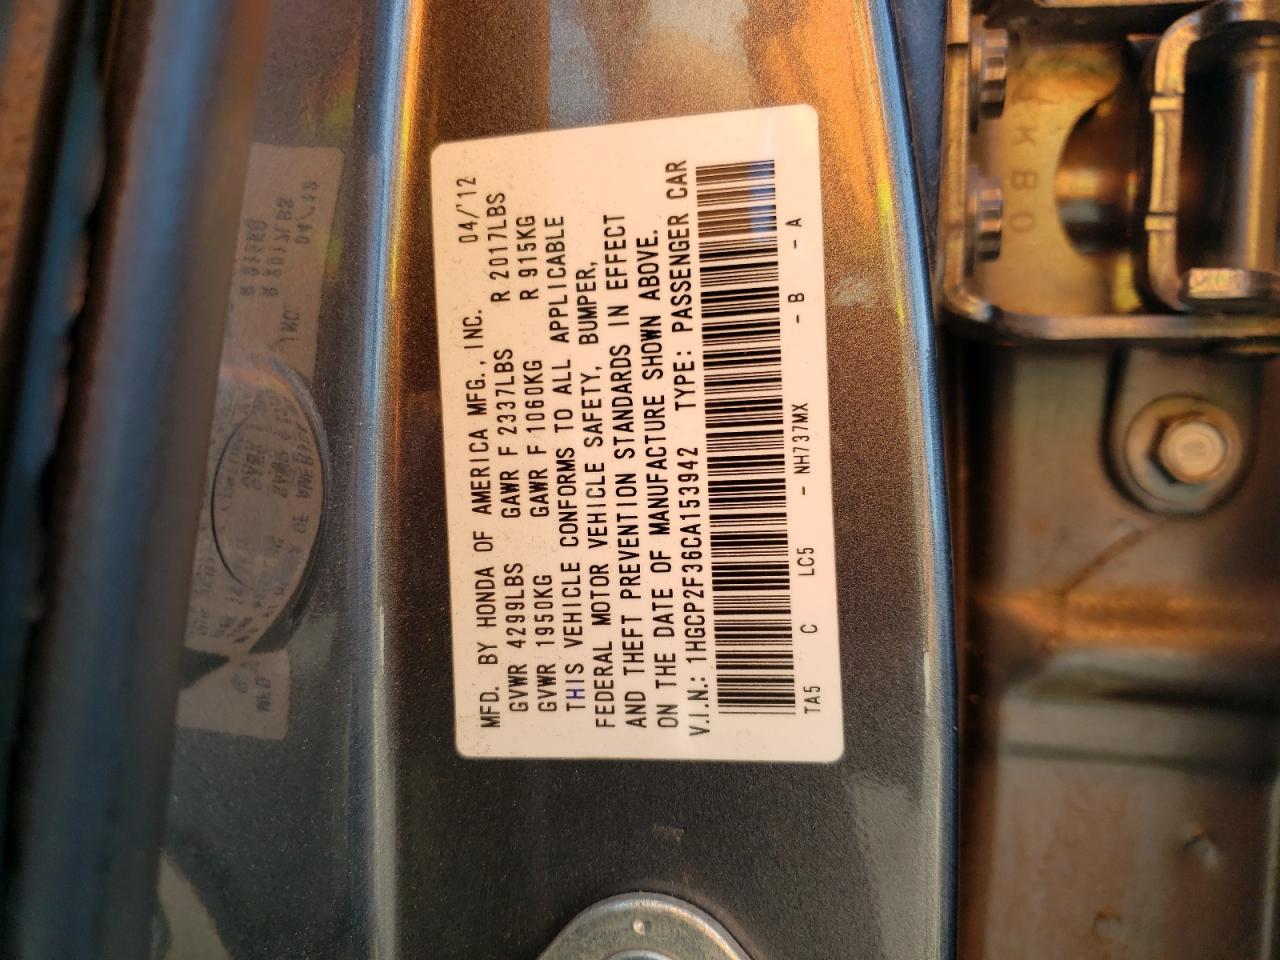 MFD. BY HONDA OF AMERICA MFG., INC. 04/'12
GVWR 4299LBS GAWR F 2337LBS R 2017LBS
GVWR 1950KG GAWR F 1060KG R 915KG
THIS VEHICLE CONFORMS TO ALL APPLICABLE
FEDERAL MOTOR VEHICLE SAFETY, BUMPER,
AND THEFT PREVENTION STANDARDS IN EFFECT
ON THE DATE OF MANUFACTURE SHOWN ABOVE.
V.I.N.: 1HGCP2F36CA153942 TYPE: PASSENGER CAR
TA5 C LC5 - NH737MX - B - A
KBO